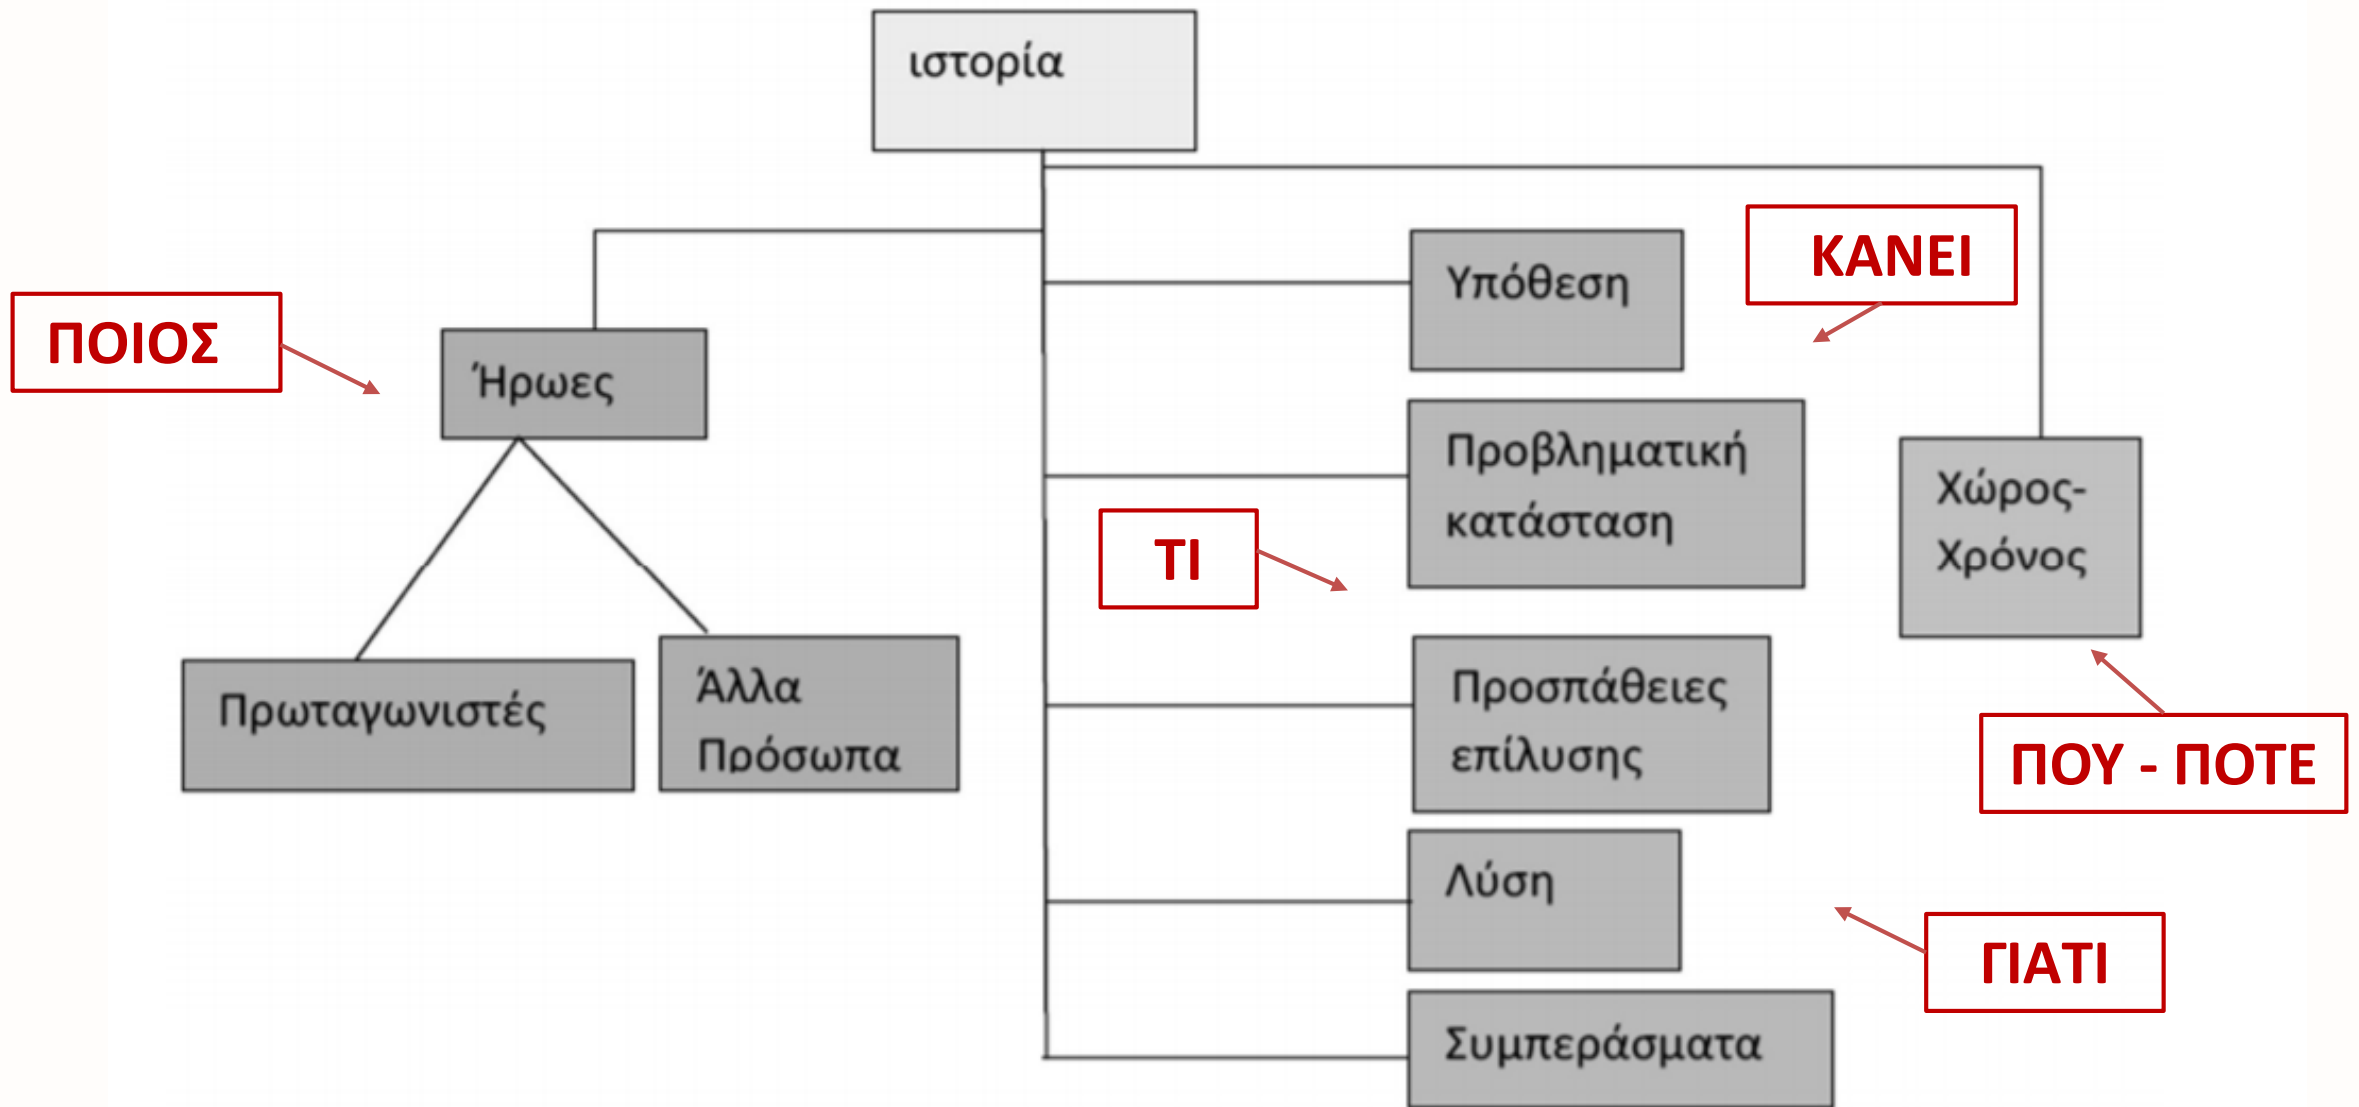 ιστορία
ΚΑΝΕΙ
Υπόθεση
ΠΟΙΟΣ
Ήρωες
Προβληματική
κατάσταση
Χώρος-
Χρόνος
ΤΙ
Πρωταγωνιστές
Άλλα
Πρόσωπα
Προσπάθειες
επίλυσης
ΠΟΥ - ΠΟΤΕ
Λύση
ΓΙΑΤΙ
Συμπεράσματα